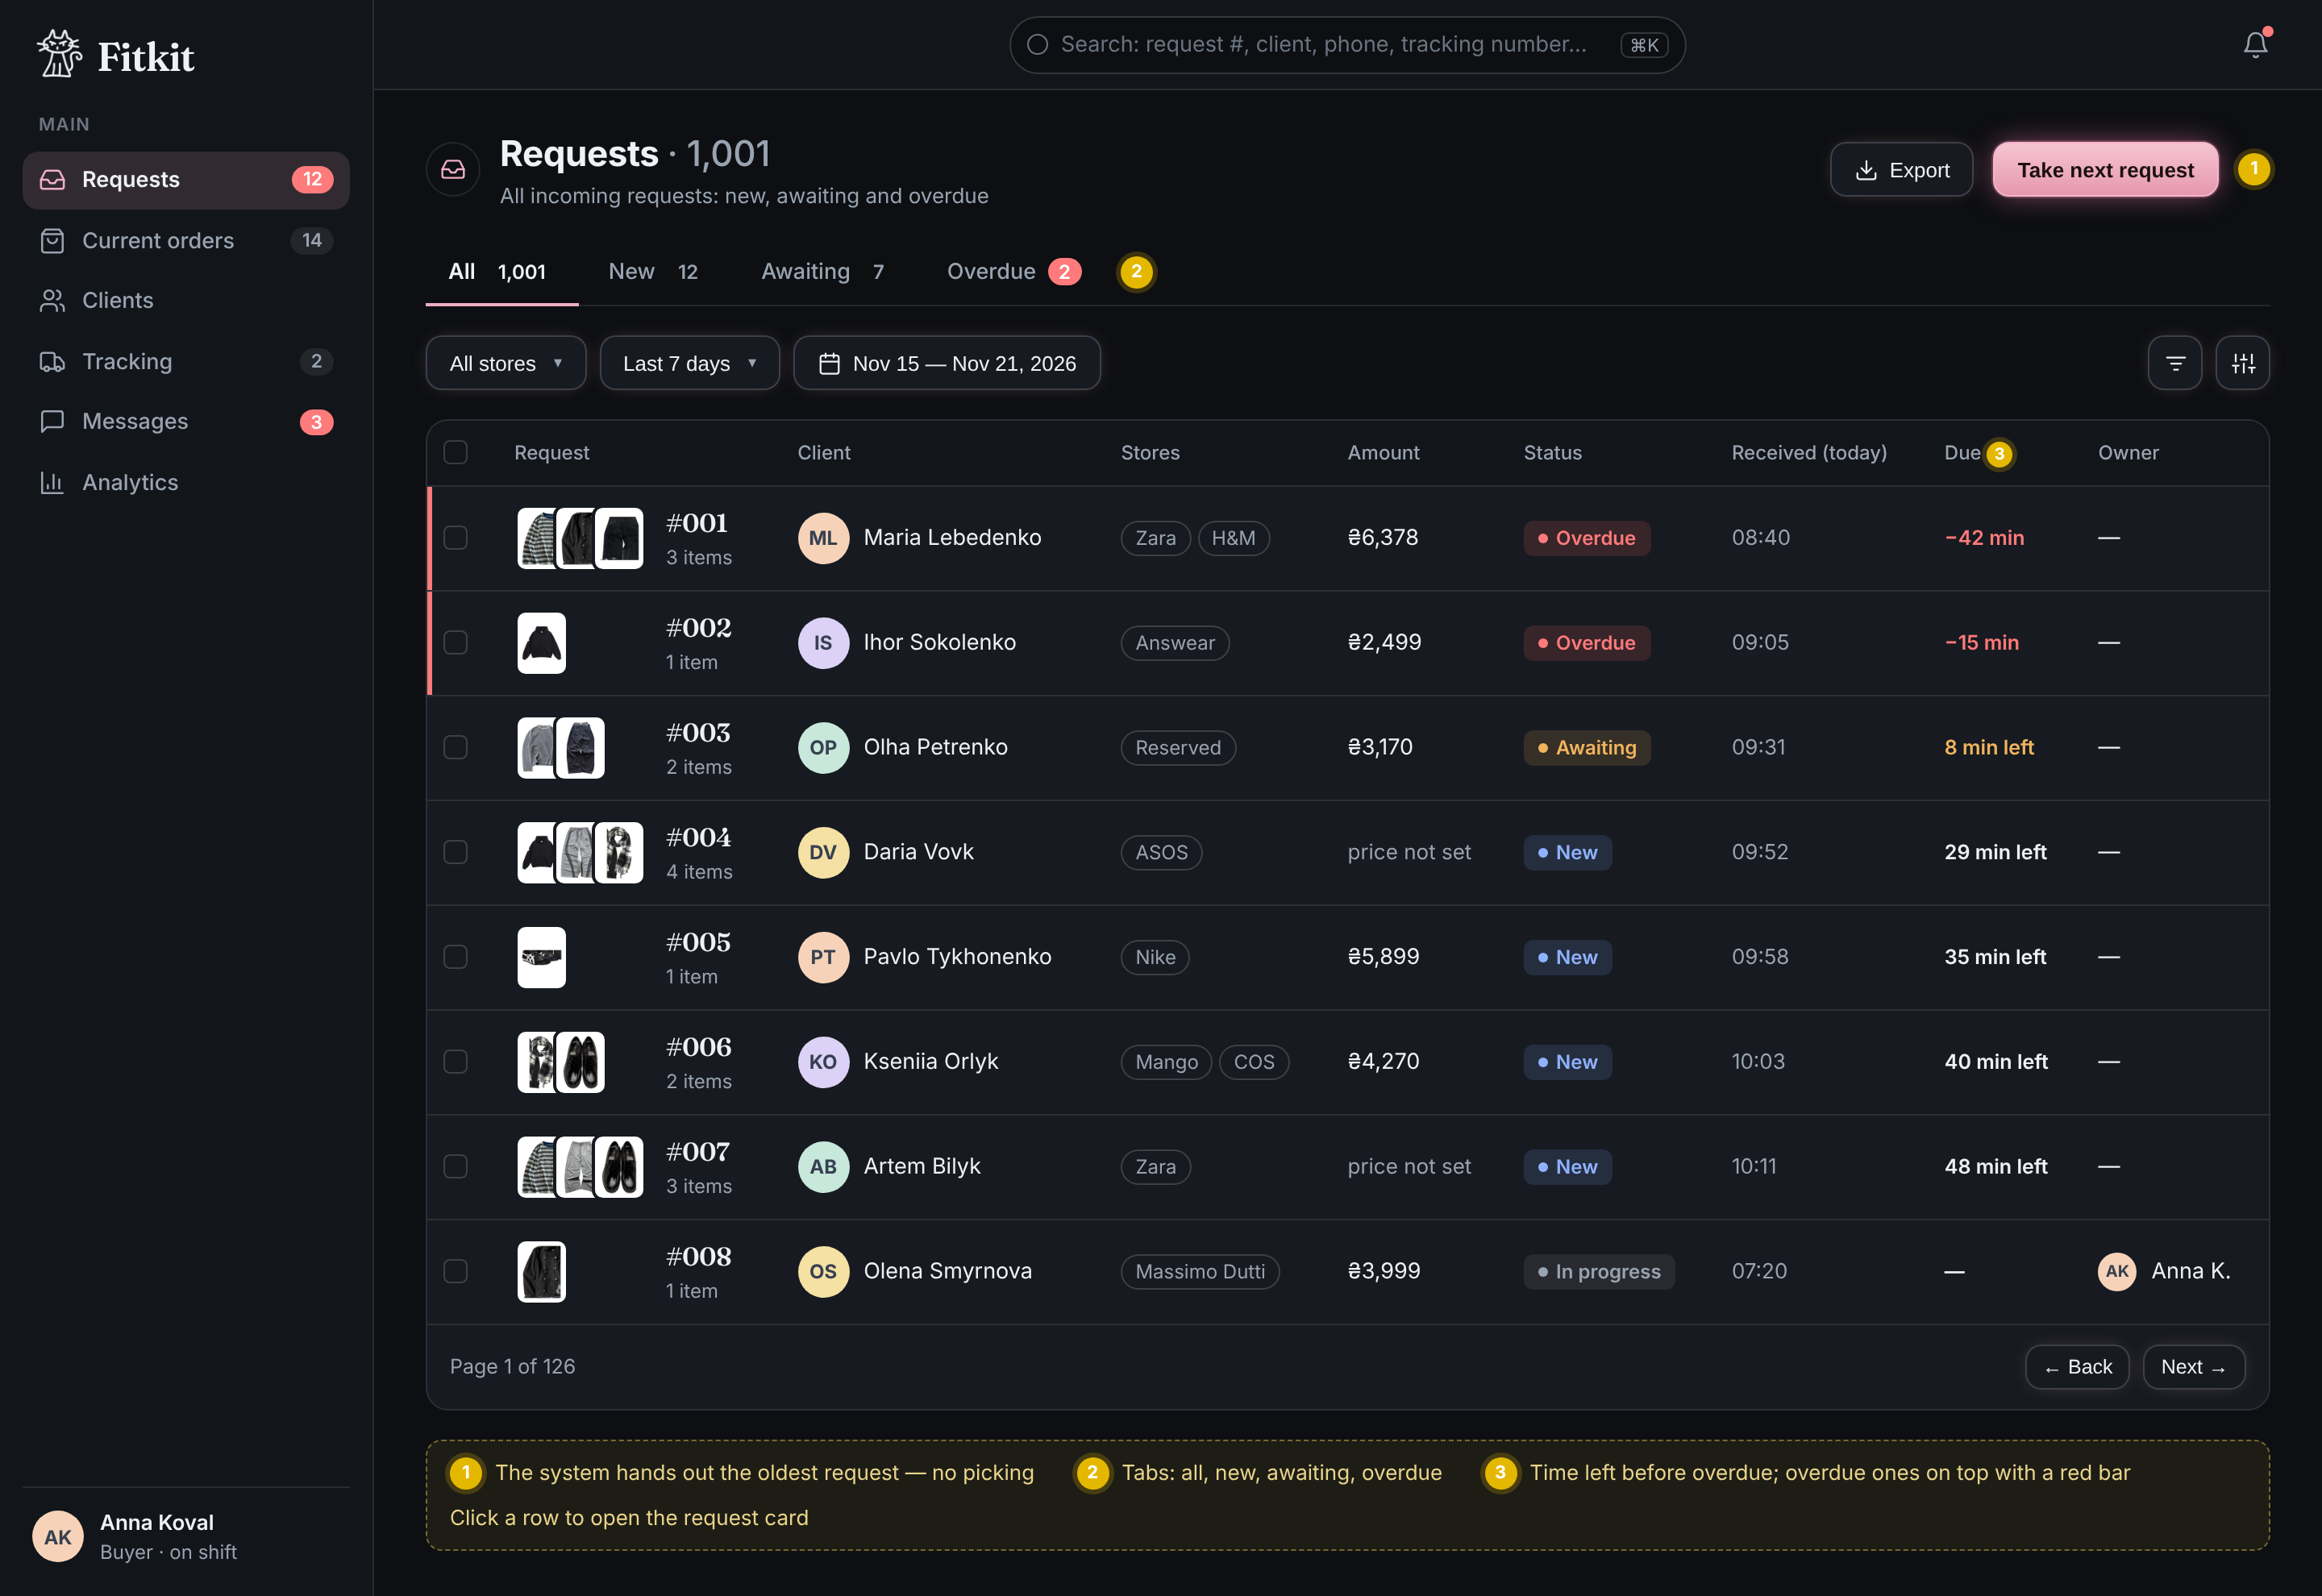 Fitkit
Search: request #, client, phone, tracking number... ⌘K
MAIN
Requests 12
Current orders 14
Clients
Tracking 2
Messages 3
Analytics
Requests · 1,001
All incoming requests: new, awaiting and overdue
Export
Take next request
1
All 1,001
New 12
Awaiting 7
Overdue 2
2
All stores ▼
Last 7 days ▼
Nov 15 — Nov 21, 2026
Request Client Stores Amount Status Received (today) Due 3 Owner
#001
3 items
ML Maria Lebedenko Zara H&M ₴6,378 Overdue 08:40 −42 min —
#002
1 item
IS Ihor Sokolenko Answear ₴2,499 Overdue 09:05 −15 min —
#003
2 items
OP Olha Petrenko Reserved ₴3,170 Awaiting 09:31 8 min left —
#004
4 items
DV Daria Vovk ASOS price not set New 09:52 29 min left —
#005
1 item
PT Pavlo Tykhonenko Nike ₴5,899 New 09:58 35 min left —
#006
2 items
KO Kseniia Orlyk Mango COS ₴4,270 New 10:03 40 min left —
#007
3 items
AB Artem Bilyk Zara price not set New 10:11 48 min left —
#008
1 item
OS Olena Smyrnova Massimo Dutti ₴3,999 In progress 07:20 — AK Anna K.
Page 1 of 126
← Back
Next →
1 The system hands out the oldest request — no picking
2 Tabs: all, new, awaiting, overdue
3 Time left before overdue; overdue ones on top with a red bar
Click a row to open the request card
AK
Anna Koval
Buyer · on shift